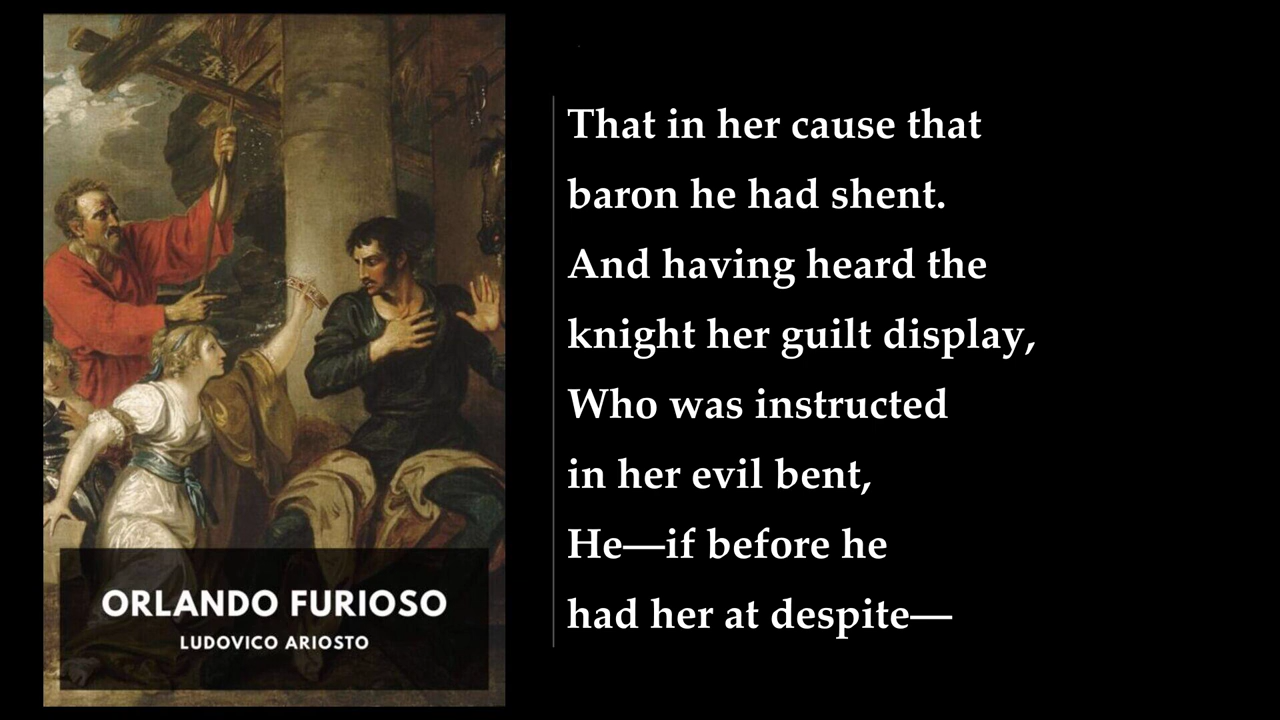 ORLANDO FURIOSO
LUDOVICO ARIOSTO
That in her cause that
baron he had shent.
And having heard the
knight her guilt display,
Who was instructed
in her evil bent,
He—if before he
had her at despite—